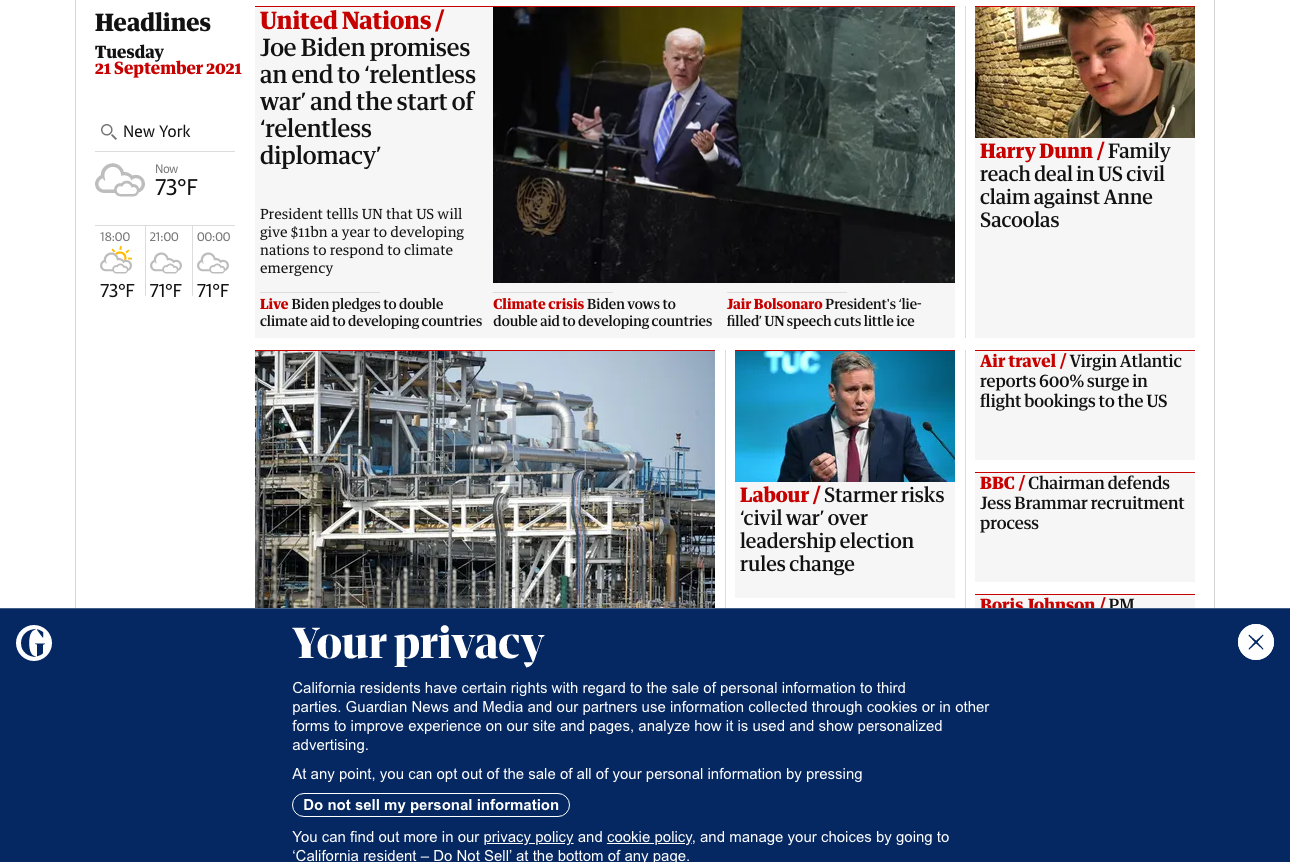 Headlines
Tuesday
21 September 2021
New York
Now
73°F
18:00 21:00 00:00
73°F 71°F 71°F
United Nations /
Joe Biden promises
an end to ‘relentless
war’ and the start of
‘relentless
diplomacy’
President tellls UN that US will
give $11bn a year to developing
nations to respond to climate
emergency
Live Biden pledges to double
climate aid to developing countries
Climate crisis Biden vows to
double aid to developing countries
Jair Bolsonaro President's ‘lie-
filled’ UN speech cuts little ice
Harry Dunn / Family
reach deal in US civil
claim against Anne
Sacoolas
TUC
Labour / Starmer risks
‘civil war’ over
leadership election
rules change
Air travel / Virgin Atlantic
reports 600% surge in
flight bookings to the US
BBC / Chairman defends
Jess Brammar recruitment
process
Boris Johnson / PM
G
Your privacy
California residents have certain rights with regard to the sale of personal information to third
parties. Guardian News and Media and our partners use information collected through cookies or in other
forms to improve experience on our site and pages, analyze how it is used and show personalized
advertising.
At any point, you can opt out of the sale of all of your personal information by pressing
Do not sell my personal information
You can find out more in our privacy policy and cookie policy, and manage your choices by going to
‘California resident – Do Not Sell’ at the bottom of any page.